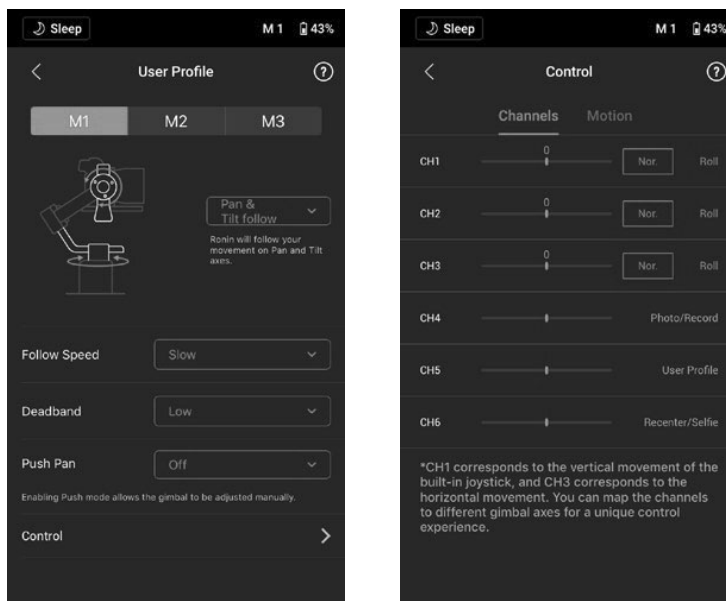 Sleep M 1 43%
User Profile ?
M1 M2 M3
Pan &
Tilt follow
Ronin will follow your
movement on Pan and Tilt
axes.
Follow Speed Slow
Deadband Low
Push Pan Off
Enabling Push mode allows the gimbal to be adjusted manually.
Control
Sleep M 1 43%
Control ?
Channels Motion
CH1 0 Nor. Roll
CH2 0 Nor. Roll
CH3 0 Nor. Roll
CH4 Photo/Record
CH5 User Profile
CH6 Recenter/Selfie
*CH1 corresponds to the vertical movement of the
built-in joystick, and CH3 corresponds to the
horizontal movement. You can map the channels
to different gimbal axes for a unique control
experience.